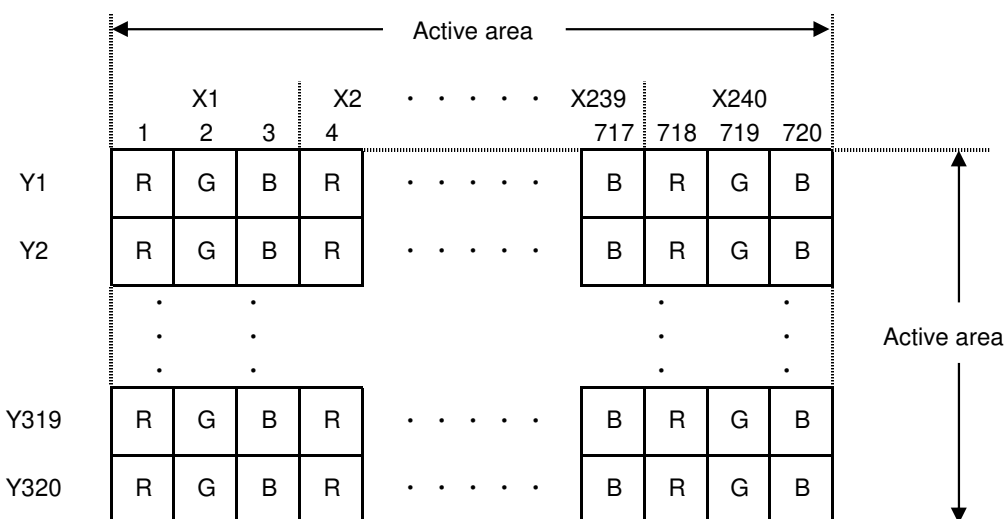 Active area
X1 X2 · · · · · X239 X240
1 2 3 4 717 718 719 720
Y1 R G B R · · · · · B R G B
Y2 R G B R · · · · · B R G B
· · · ·
· · · ·
· · · ·
Active area
Y319 R G B R · · · · · B R G B
Y320 R G B R · · · · · B R G B